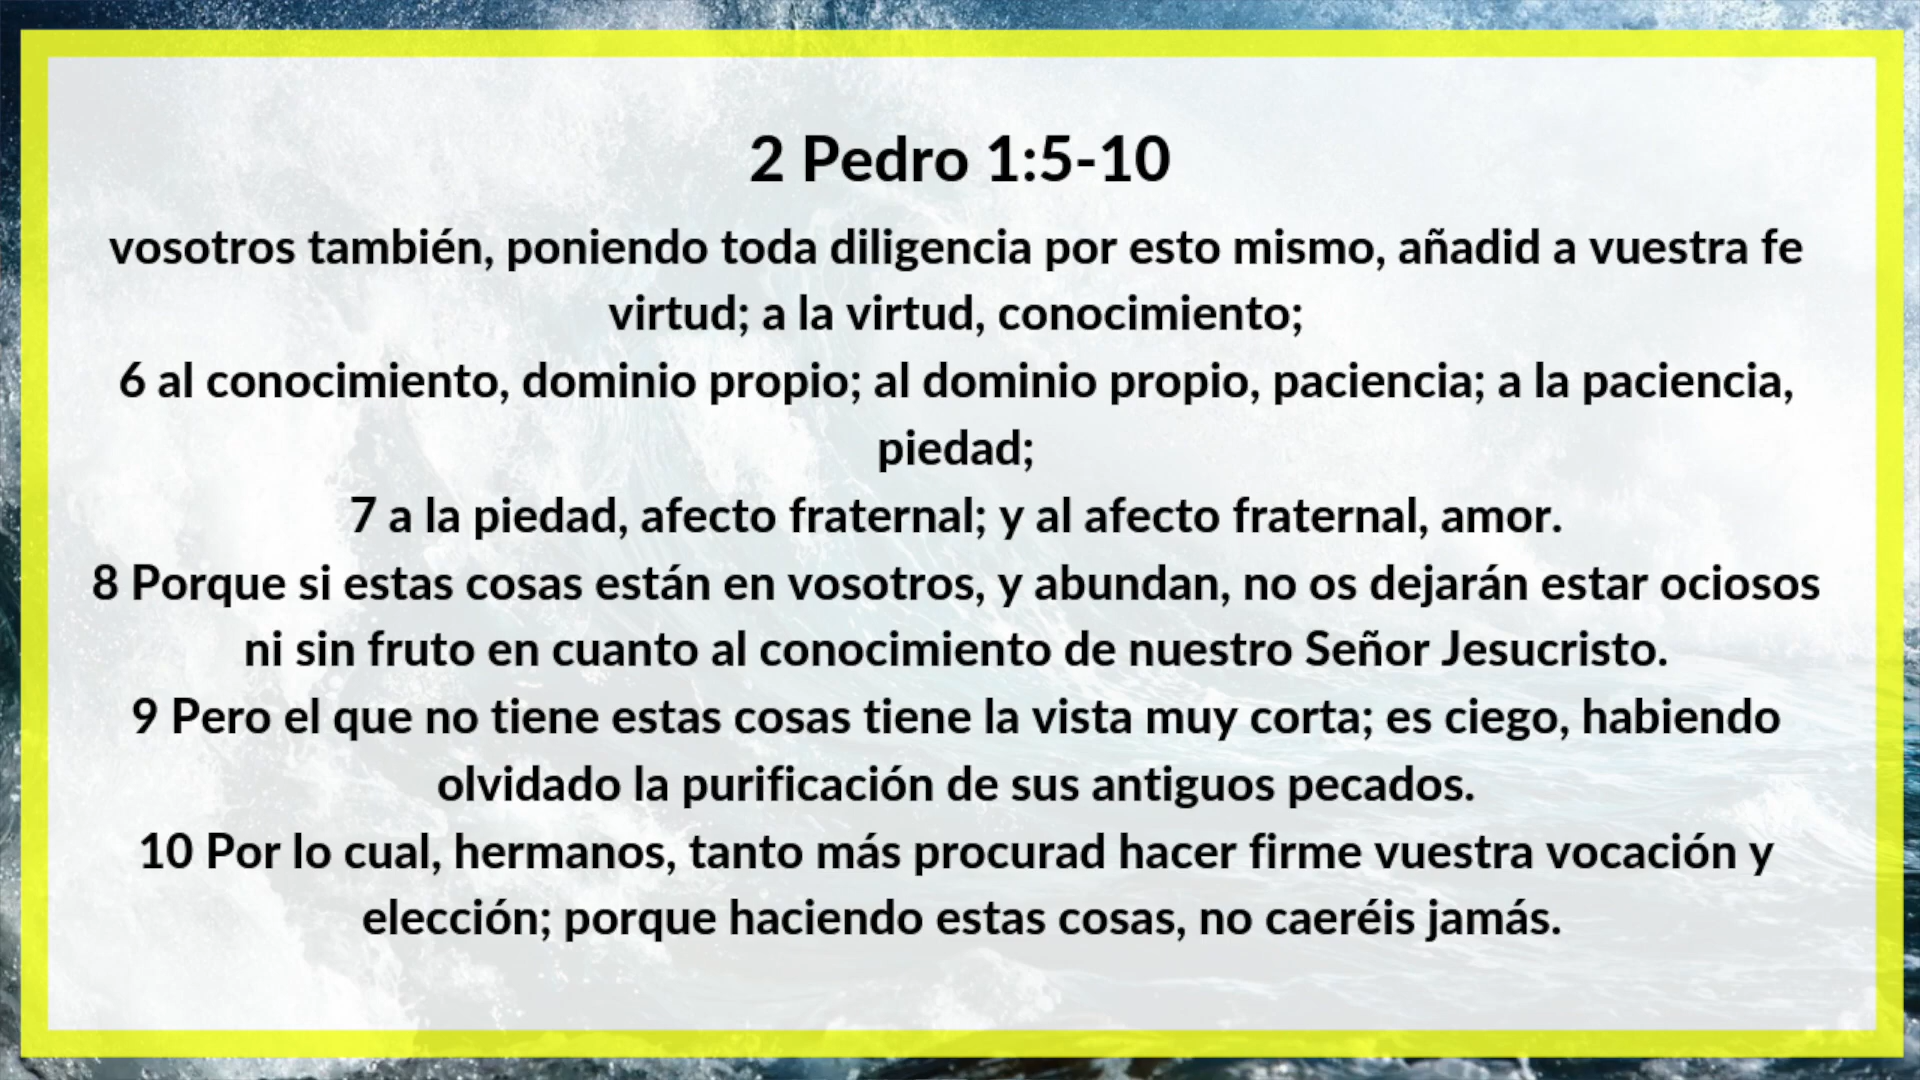 2 Pedro 1:5-10
vosotros también, poniendo toda diligencia por esto mismo, añadid a vuestra fe
virtud; a la virtud, conocimiento;
6 al conocimiento, dominio propio; al dominio propio, paciencia; a la paciencia,
piedad;
7 a la piedad, afecto fraternal; y al afecto fraternal, amor.
8 Porque si estas cosas están en vosotros, y abundan, no os dejarán estar ociosos
ni sin fruto en cuanto al conocimiento de nuestro Señor Jesucristo.
9 Pero el que no tiene estas cosas tiene la vista muy corta; es ciego, habiendo
olvidado la purificación de sus antiguos pecados.
10 Por lo cual, hermanos, tanto más procurad hacer firme vuestra vocación y
elección; porque haciendo estas cosas, no caeréis jamás.